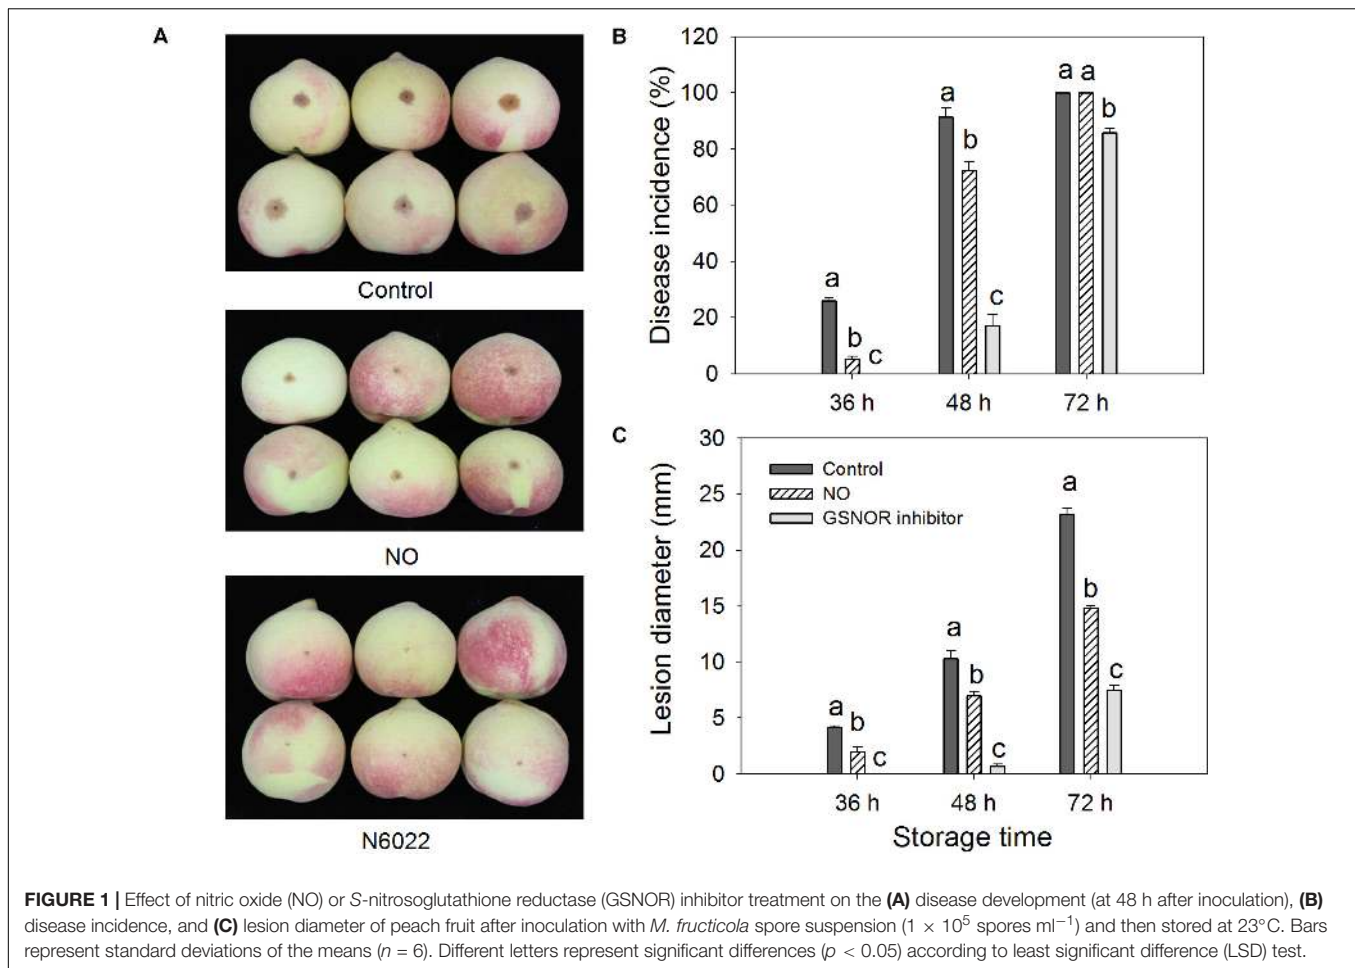 A
Control
NO
N6022
B
Disease incidence (%)
120
100
80
60
40
20
0
a
b
c
a
b
c
a
a
b
36 h
48 h
72 h
C
Lesion diameter (mm)
30
25
20
15
10
5
0
Control
NO
GSNOR inhibitor
a
b
c
a
b
c
a
b
c
36 h
48 h
72 h
Storage time
FIGURE 1 | Effect of nitric oxide (NO) or S-nitrosoglutathione reductase (GSNOR) inhibitor treatment on the (A) disease development (at 48 h after inoculation), (B)
disease incidence, and (C) lesion diameter of peach fruit after inoculation with M. fructicola spore suspension (1 × 10⁵ spores ml⁻¹) and then stored at 23°C. Bars
represent standard deviations of the means (n = 6). Different letters represent significant differences (p < 0.05) according to least significant difference (LSD) test.